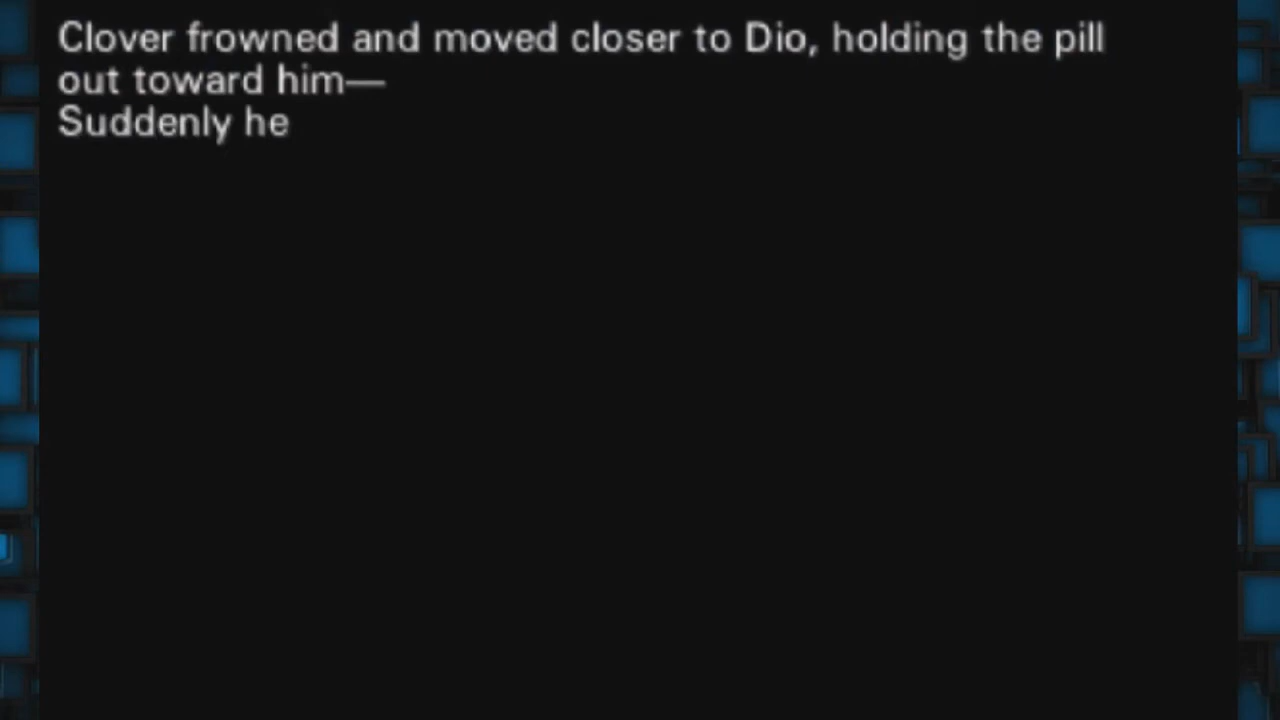 Clover frowned and moved closer to Dio, holding the pill
out toward him—
Suddenly he